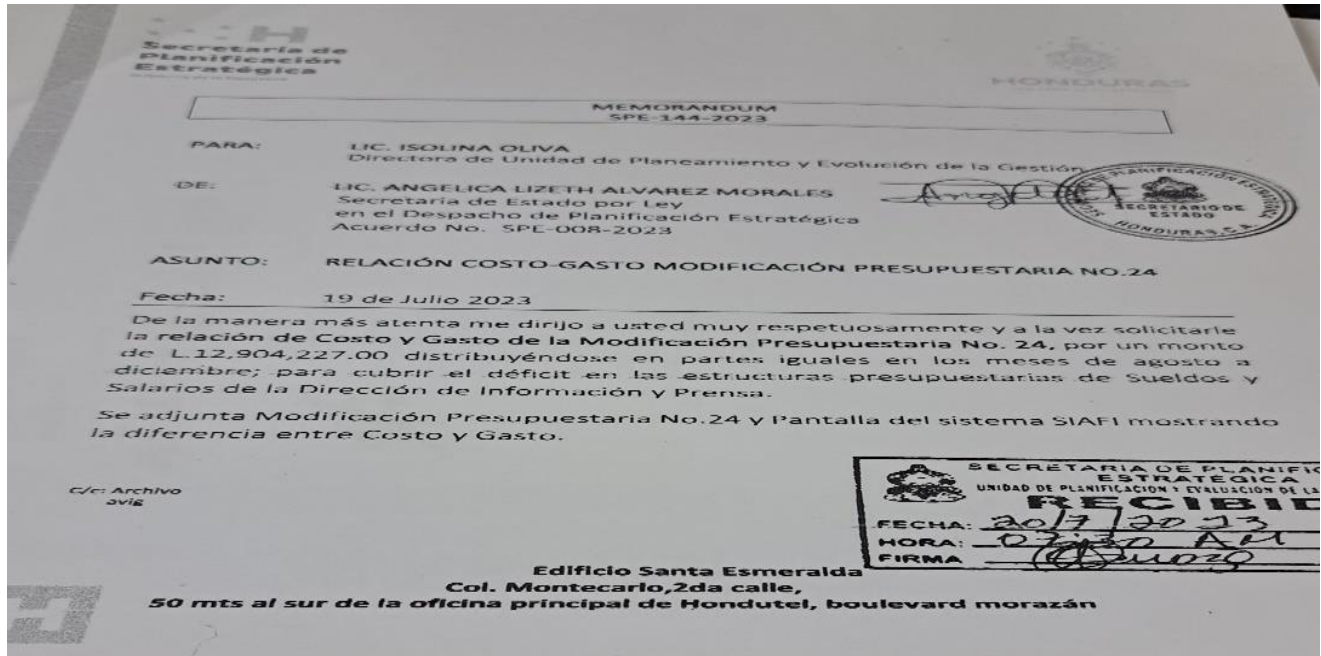 Secretaría de
Planificación
Estratégica
HONDURAS
MEMORANDUM
SPE-144-2023
PARA: LIC. ISOLINA OLIVA
Directora de Unidad de Planeamiento y Evolución de la Gestión
DE: LIC. ANGELICA LIZETH ALVAREZ MORALES
Secretaria de Estado por Ley
en el Despacho de Planificación Estratégica
Acuerdo No. SPE-008-2023
PLANIFICACIÓN ESTRATÉGICA
SECRETARIO DE
ESTADO
HONDURAS, C.A.
ASUNTO: RELACIÓN COSTO-GASTO MODIFICACIÓN PRESUPUESTARIA NO.24
Fecha: 19 de Julio 2023
De la manera más atenta me dirijo a usted muy respetuosamente y a la vez solicitarle
la relación de Costo y Gasto de la Modificación Presupuestaria No. 24, por un monto
de L.12,904,227.00 distribuyéndose en partes iguales en los meses de agosto a
diciembre; para cubrir el déficit en las estructuras presupuestarias de Sueldos y
Salarios de la Dirección de Información y Prensa.
Se adjunta Modificación Presupuestaria No.24 y Pantalla del sistema SIAFI mostrando
la diferencia entre Costo y Gasto.
C/c: Archivo
SECRETARIA DE PLANIFIC
ESTRATÉGICA
UNIDAD DE PLANIFICACIÓN Y EVALUACIÓN DE LA
RECIBID
FECHA: 20/7/2023
HORA: AM
FIRMA
Edificio Santa Esmeralda
Col. Montecarlo,2da calle,
50 mts al sur de la oficina principal de Hondutel, boulevard morazán